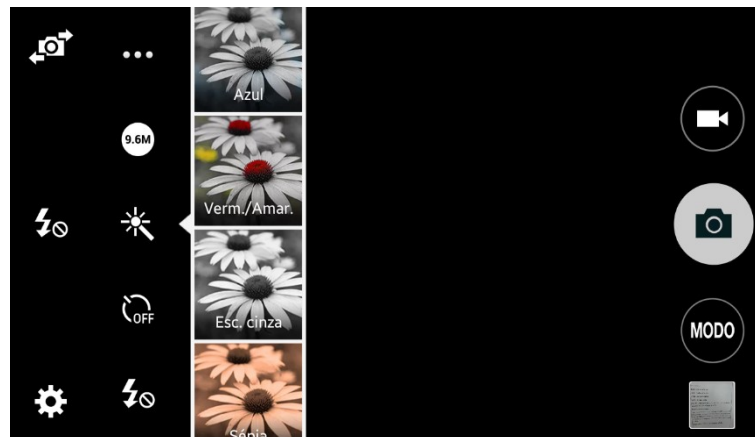 9.6M
OFF
Azul
Verm./Amar.
Esc. cinza
Sépia
MODO